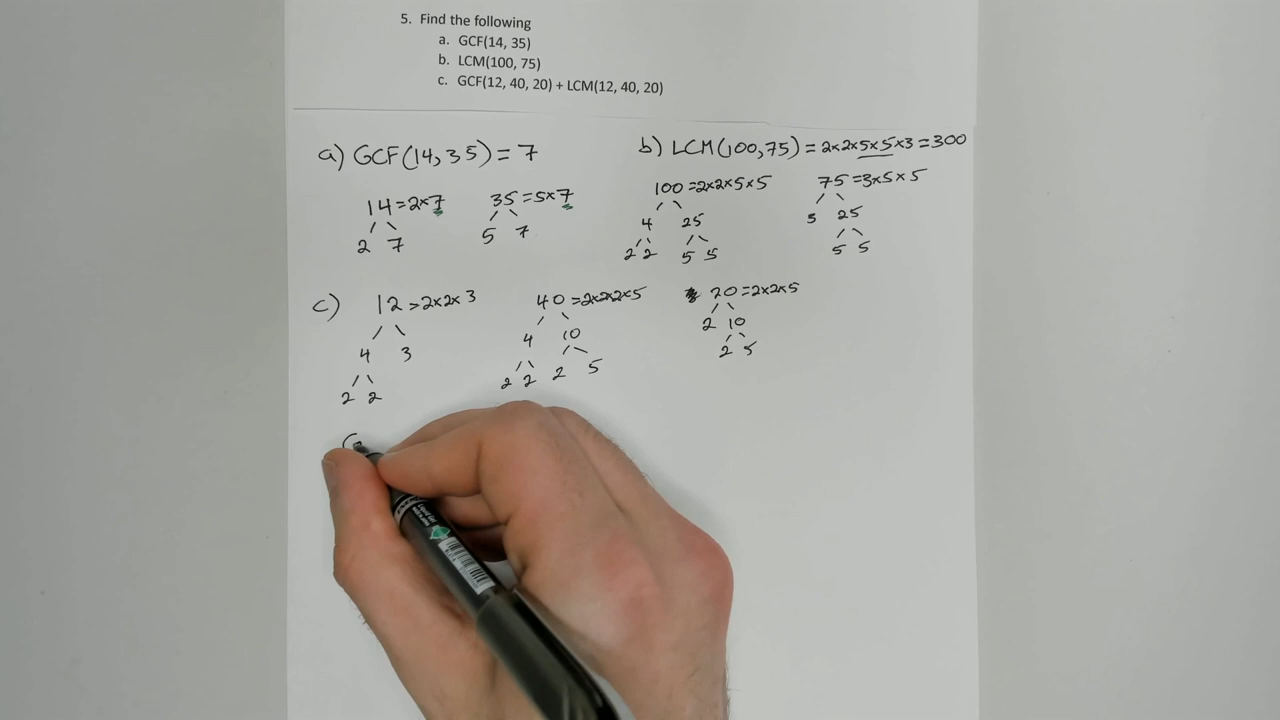 5. Find the following
a. GCF(14, 35)
b. LCM(100, 75)
c. GCF(12, 40, 20) + LCM(12, 40, 20)
a) GCF(14,35) = 7
14=2×7
2 7
35=5×7
5 7
b) LCM(100,75) = 2×2×5×5×3=300
100=2×2×5×5
4 25
2 2 5 5
75=3×5×5
3 25
5 5
c) 12=2×2×3
4 3
2 2
40=2×2×2×5
4 10
2 2 2 5
20=2×2×5
2 10
2 5